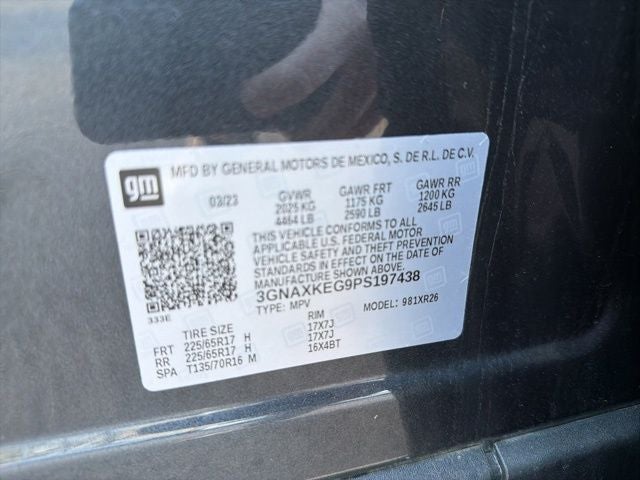 gm
MFD BY GENERAL MOTORS DE MEXICO, S. DE R.L. DE C.V.
03/23 GVWR GAWR FRT GAWR RR
2025 KG 1175 KG 1200 KG
4464 LB 2590 LB 2645 LB
THIS VEHICLE CONFORMS TO ALL
APPLICABLE U.S. FEDERAL MOTOR
VEHICLE SAFETY AND THEFT PREVENTION
STANDARDS IN EFFECT ON THE DATE OF
MANUFACTURE SHOWN ABOVE.
3GNAXKEG9PS197438
TYPE: MPV MODEL: 981XR26
333E
TIRE SIZE RIM
FRT 225/65R17 H 17X7J
RR 225/65R17 H 17X7J
SPA T135/70R16 M 16X4BT